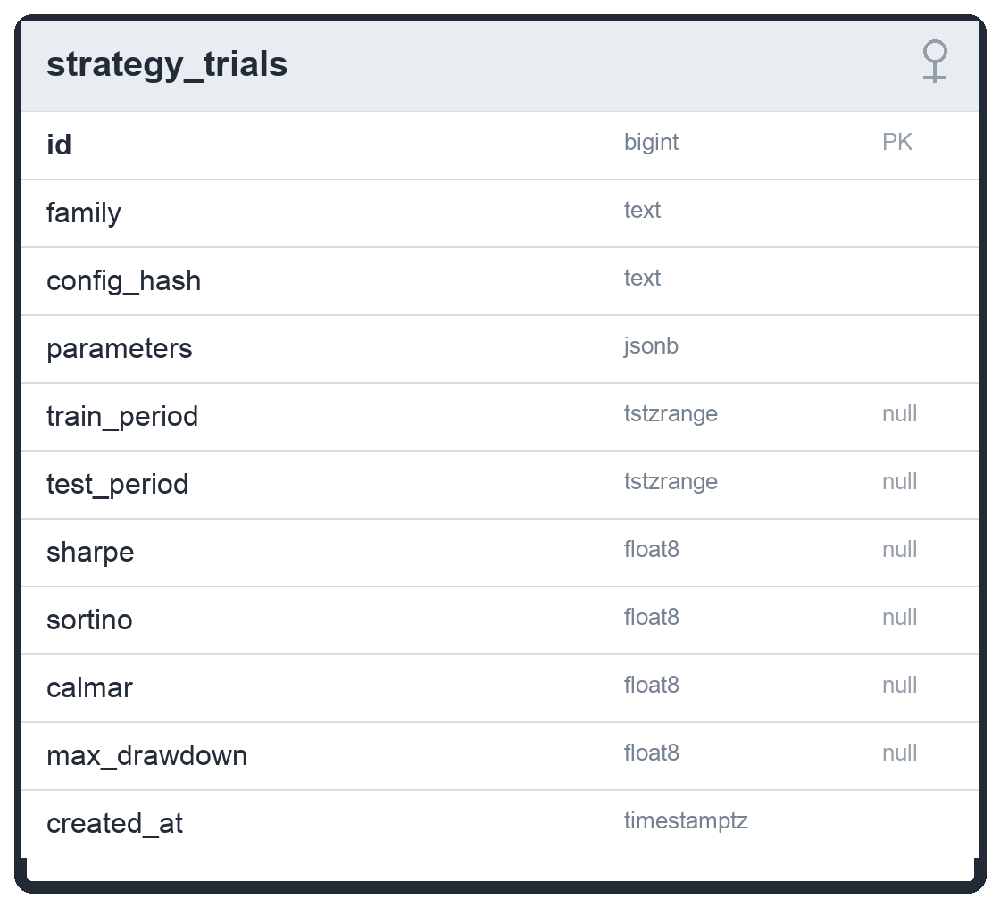 strategy_trials
id bigint PK
family text
config_hash text
parameters jsonb
train_period tstzrange null
test_period tstzrange null
sharpe float8 null
sortino float8 null
calmar float8 null
max_drawdown float8 null
created_at timestamptz